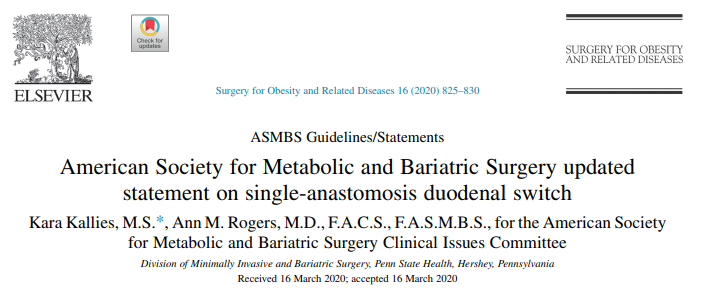 ELSEVIER
Check for
updates
SURGERY FOR OBESITY
AND RELATED DISEASES
Surgery for Obesity and Related Diseases 16 (2020) 825–830
ASMBS Guidelines/Statements
American Society for Metabolic and Bariatric Surgery updated
statement on single-anastomosis duodenal switch
Kara Kallies, M.S.*, Ann M. Rogers, M.D., F.A.C.S., F.A.S.M.B.S., for the American Society
for Metabolic and Bariatric Surgery Clinical Issues Committee
Division of Minimally Invasive and Bariatric Surgery, Penn State Health, Hershey, Pennsylvania
Received 16 March 2020; accepted 16 March 2020